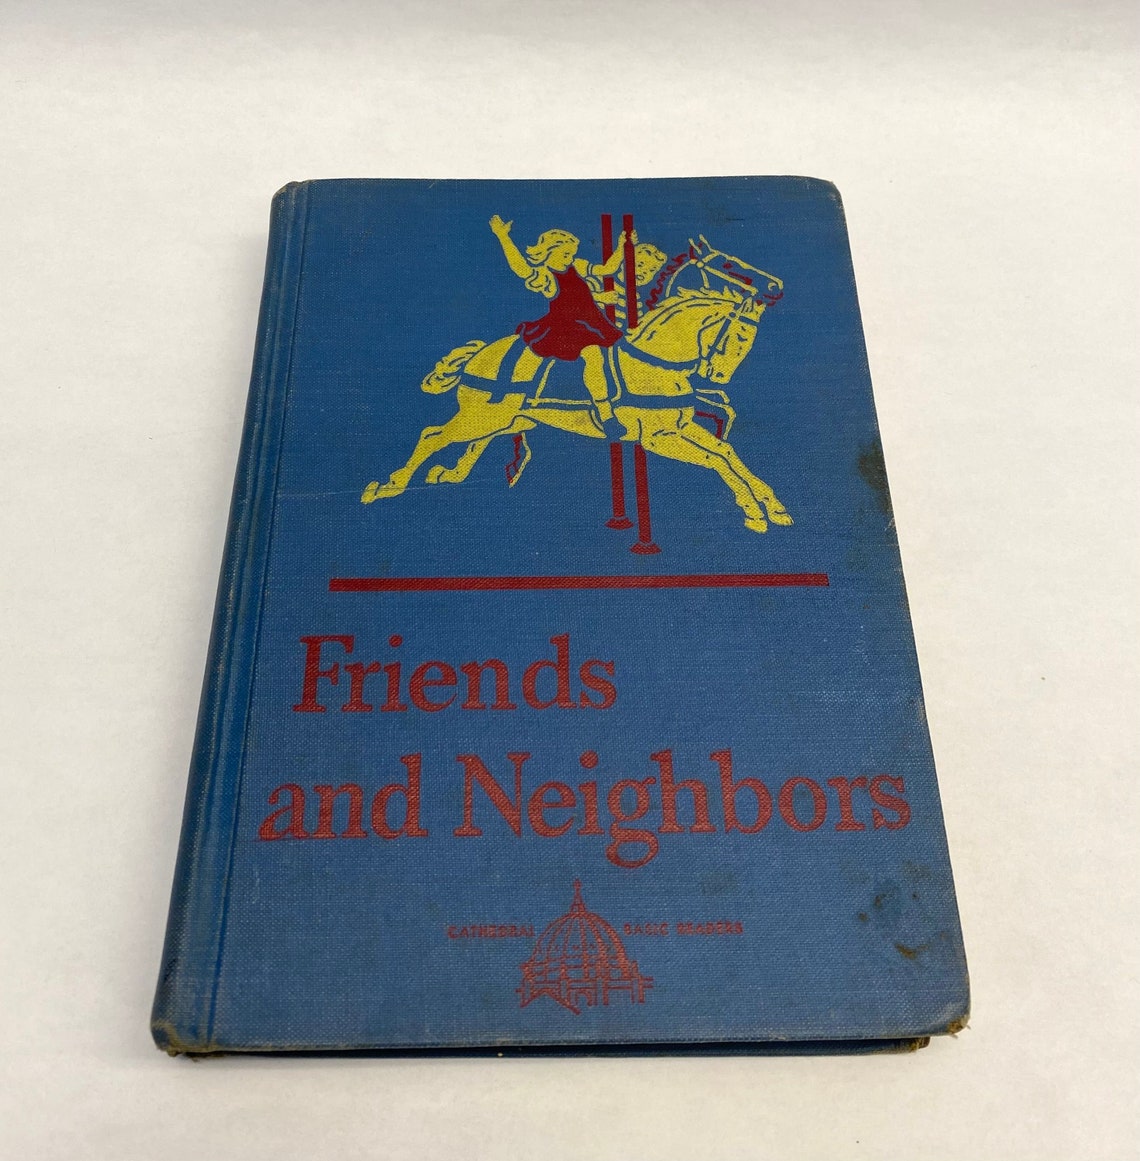 Friends
and Neighbors
CATHEDRAL BASIC READERS